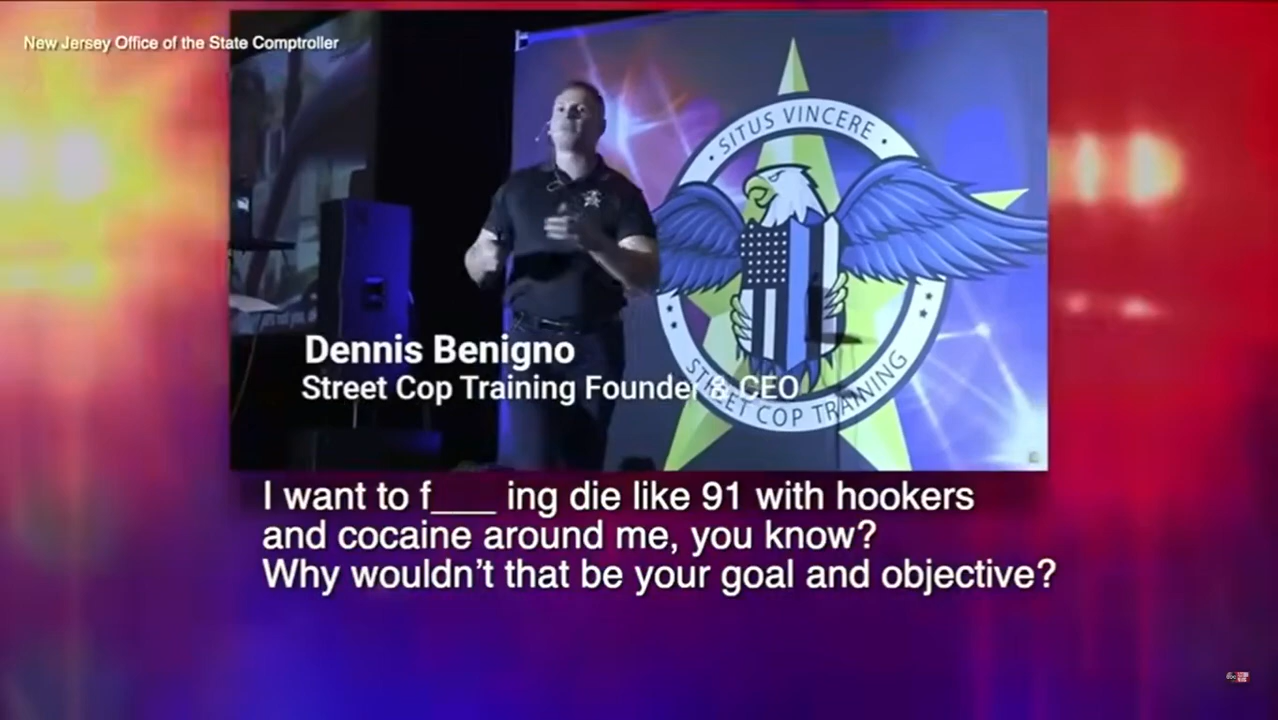 New Jersey Office of the State Comptroller
SITUS VINCERE
Dennis Benigno
Street Cop Training Founder & CEO
STREET COP TRAINING
I want to f___ ing die like 91 with hookers
and cocaine around me, you know?
Why wouldn't that be your goal and objective?
abc